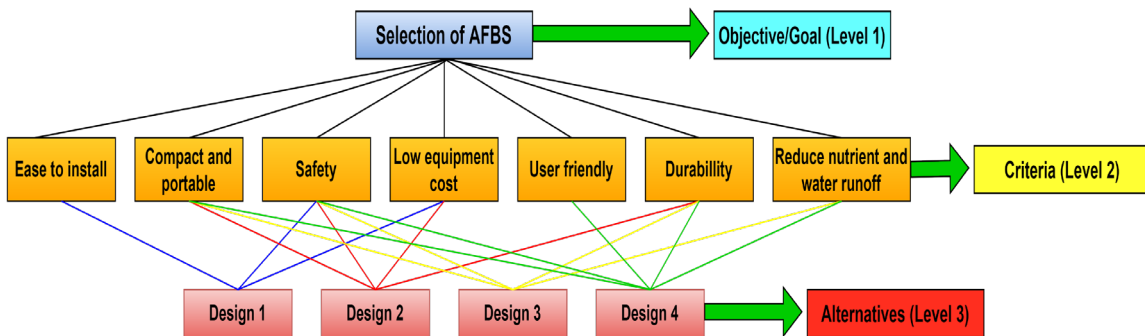 Selection of AFBS
Objective/Goal (Level 1)
Ease to install
Compact and
portable
Safety
Low equipment
cost
User friendly
Durabillity
Reduce nutrient and
water runoff
Criteria (Level 2)
Design 1
Design 2
Design 3
Design 4
Alternatives (Level 3)